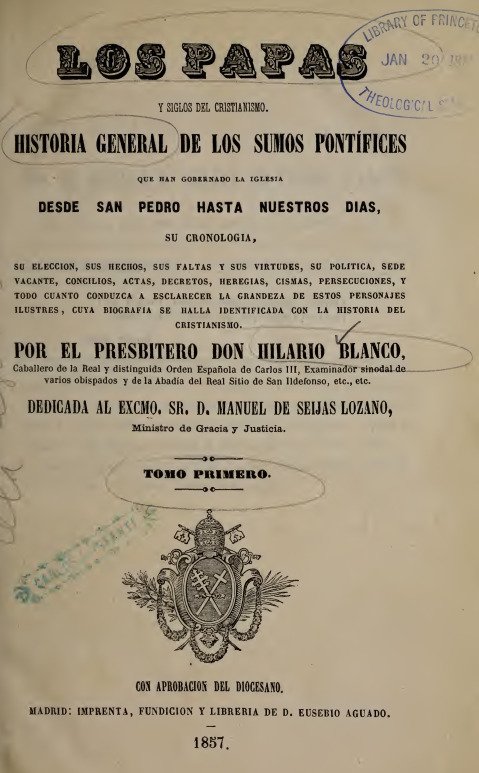 LOS PAPAS
LIBRARY OF PRINCETON
JAN 20
THEOLOGICAL
Y SIGLOS DEL CRISTIANISMO.
HISTORIA GENERAL DE LOS SUMOS PONTÍFICES
QUE HAN GOBERNADO LA IGLESIA
DESDE SAN PEDRO HASTA NUESTROS DIAS,
SU CRONOLOGIA,
SU ELECCION, SUS HECHOS, SUS FALTAS Y SUS VIRTUDES, SU POLITICA, SEDE
VACANTE, CONCILIOS, ACTAS, DECRETOS, HEREGIAS, CISMAS, PERSECUCIONES, Y
TODO CUANTO CONDUZCA A ESCLARECER LA GRANDEZA DE ESTOS PERSONAJES
ILUSTRES, CUYA BIOGRAFIA SE HALLA IDENTIFICADA CON LA HISTORIA DEL
CRISTIANISMO.
POR EL PRESBITERO DON HILARIO BLANCO,
Caballero de la Real y distinguida Orden Española de Carlos III, Examinador sinodal de
varios obispados y de la Abadía del Real Sitio de San Ildefonso, etc., etc.
DEDICADA AL EXCMO. SR. D. MANUEL DE SEIJAS LOZANO,
Ministro de Gracia y Justicia.
TOMO PRIMERO.
CON APROBACION DEL DIOCESANO.
MADRID: IMPRENTA, FUNDICION Y LIBRERIA DE D. EUSEBIO AGUADO.
1857.